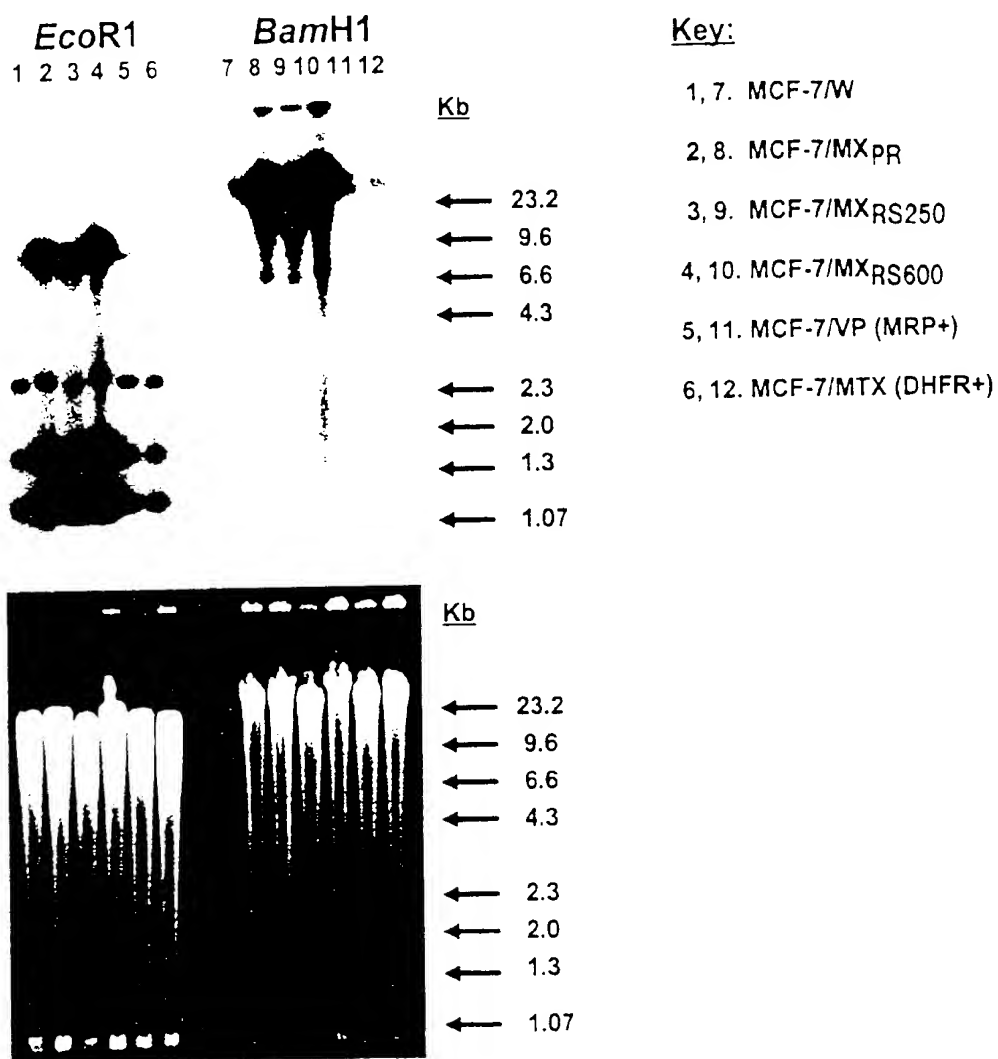 EcoR1 BamH1
1 2 3 4 5 6 7 8 9 10 11 12
Kb
23.2
9.6
6.6
4.3
2.3
2.0
1.3
1.07
Key:
1, 7. MCF-7/W
2, 8. MCF-7/MXPR
3, 9. MCF-7/MXRS250
4, 10. MCF-7/MXRS600
5, 11. MCF-7/VP (MRP+)
6, 12. MCF-7/MTX (DHFR+)
Kb
23.2
9.6
6.6
4.3
2.3
2.0
1.3
1.07